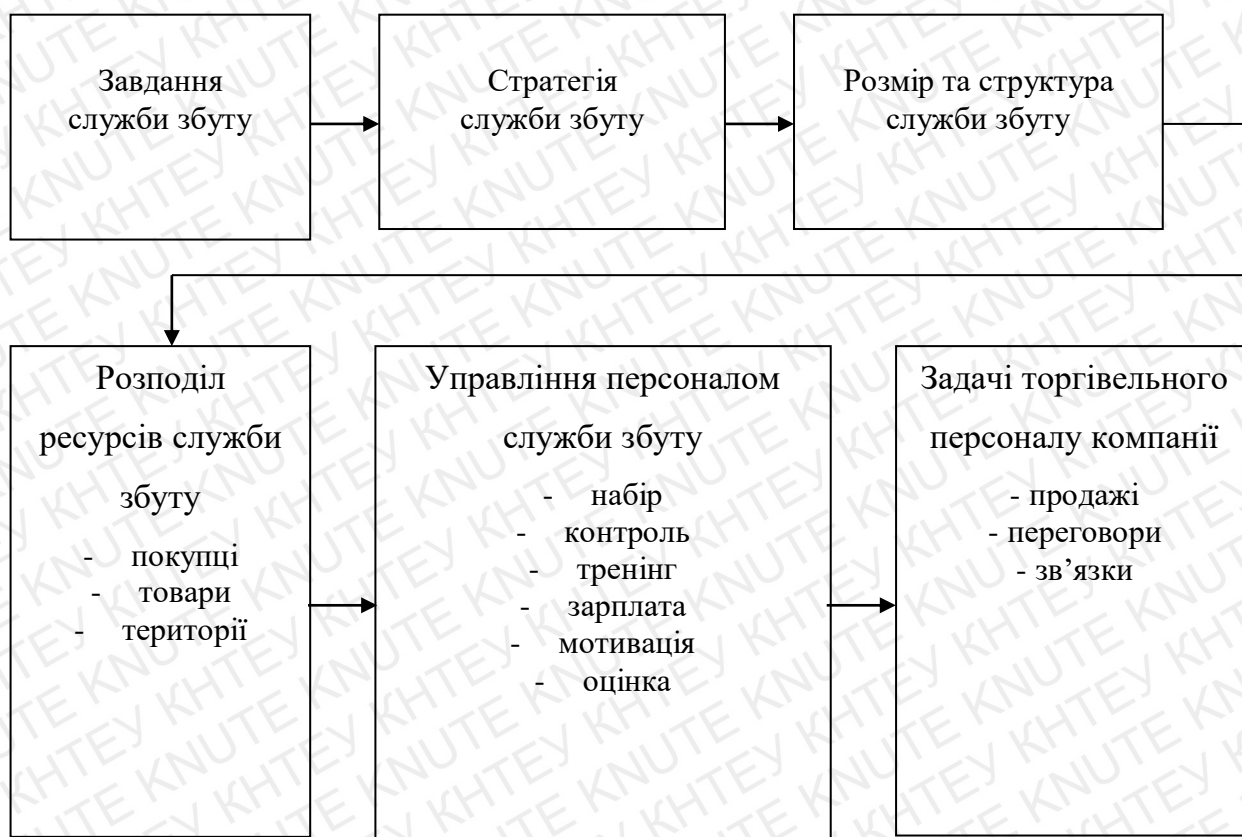 Завдання
служби збуту
Стратегія
служби збуту
Розмір та структура
служби збуту
Розподіл
ресурсів служби
збуту
- покупці
- товари
- території
Управління персоналом
служби збуту
- набір
- контроль
- тренінг
- зарплата
- мотивація
- оцінка
Задачі торгівельного
персоналу компанії
- продажі
- переговори
- зв’язки